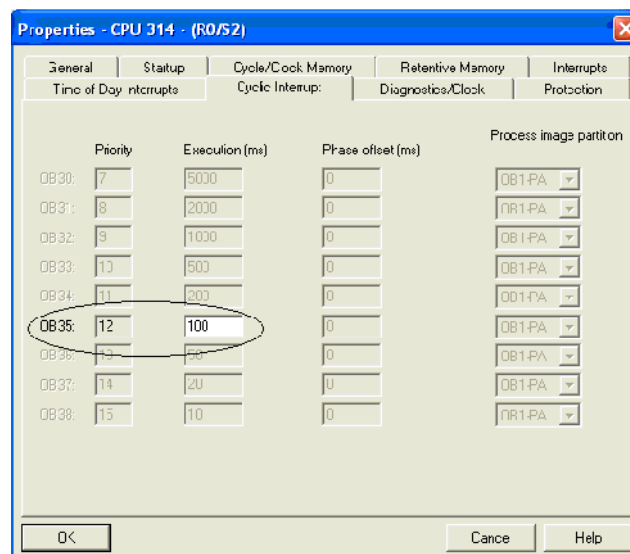 Properties - CPU 314 - (R0/S2)
General Startup Cycle/Clock Memory Retentive Memory Interrupts
Time of Day Interrupts Cyclic Interrupt Diagnostics/Clock Protection
Priority Execution (ms) Phase offset (ms) Process image partition
OB30: 7 5000 0 OB1-PA
OB31: 8 2000 0 OB1-PA
OB32: 9 1000 0 OB1-PA
OB33: 10 500 0 OB1-PA
OB34: 11 200 0 OB1-PA
OB35: 12 100 0 OB1-PA
OB36: 13 50 0 OB1-PA
OB37: 14 20 0 OB1-PA
OB38: 15 10 0 OB1-PA
OK Cancel Help